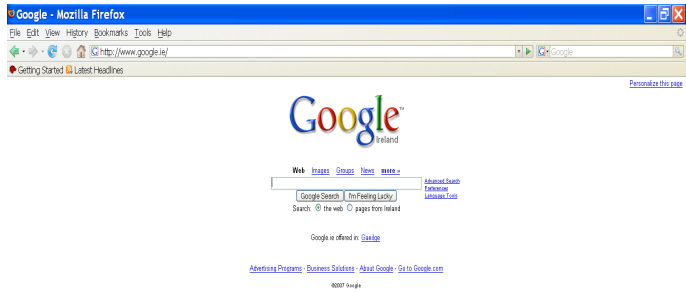 Google - Mozilla Firefox
File Edit View History Bookmarks Tools Help
G http://www.google.ie/ G Google
Getting Started Latest Headlines
Personalize this page
Google™
Ireland
Web Images Groups News more »
Advanced Search
Preferences
Language Tools
Google Search I'm Feeling Lucky
Search: the web pages from Ireland
Google.ie offered in: Gaeilge
Advertising Programs - Business Solutions - About Google - Go to Google.com
©2007 Google